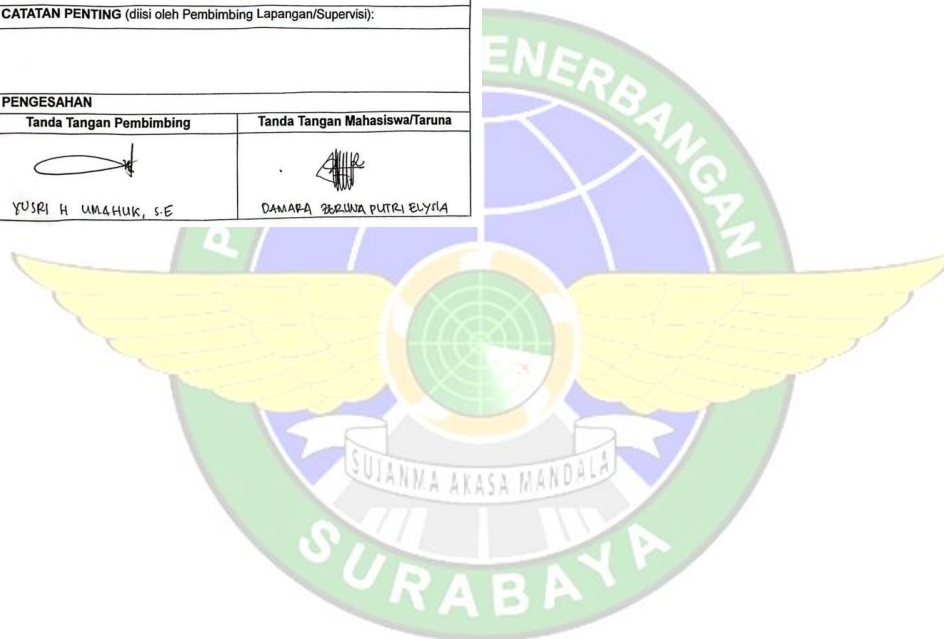 CATATAN PENTING (diisi oleh Pembimbing Lapangan/Supervisi):
PENGESAHAN
Tanda Tangan Pembimbing
Tanda Tangan Mahasiswa/Taruna
YUSRI H UMAHUK, S.E
DAMARA ZERLINA PUTRI ELYSIA
P
ENERBANGAN
SUJANMA AKASA MANDALA
SURABAYA